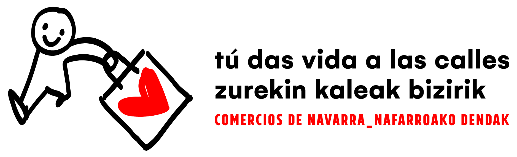 tú das vida a las calles
zurekin kaleak bizirik
COMERCIOS DE NAVARRA_NAFARROAKO DENDAK